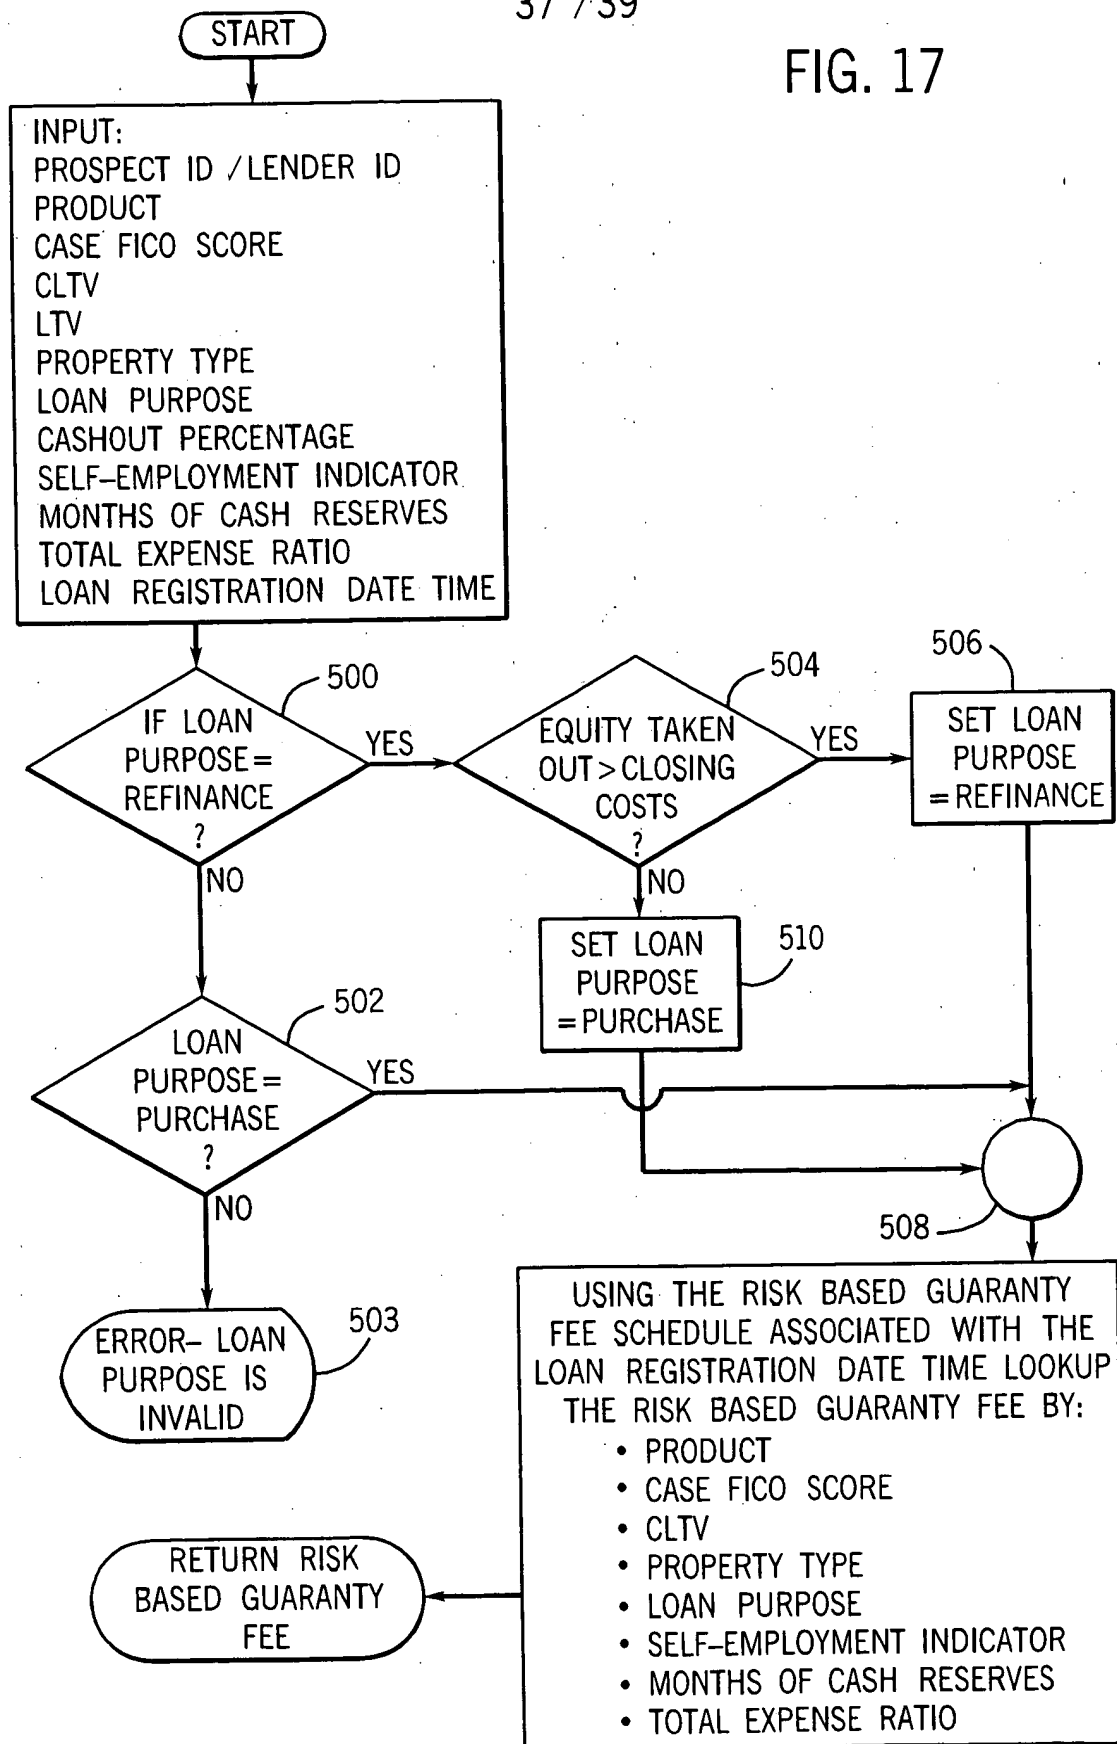 37 / 39
FIG. 17
START
INPUT:
PROSPECT ID / LENDER ID
PRODUCT
CASE FICO SCORE
CLTV
LTV
PROPERTY TYPE
LOAN PURPOSE
CASHOUT PERCENTAGE
SELF-EMPLOYMENT INDICATOR
MONTHS OF CASH RESERVES
TOTAL EXPENSE RATIO
LOAN REGISTRATION DATE TIME
500
IF LOAN
PURPOSE=
REFINANCE
?
YES
NO
504
EQUITY TAKEN
OUT>CLOSING
COSTS
?
YES
NO
506
SET LOAN
PURPOSE
=REFINANCE
510
SET LOAN
PURPOSE
=PURCHASE
502
LOAN
PURPOSE=
PURCHASE
?
YES
NO
508
503
ERROR- LOAN
PURPOSE IS
INVALID
USING THE RISK BASED GUARANTY
FEE SCHEDULE ASSOCIATED WITH THE
LOAN REGISTRATION DATE TIME LOOKUP
THE RISK BASED GUARANTY FEE BY:
• PRODUCT
• CASE FICO SCORE
• CLTV
• PROPERTY TYPE
• LOAN PURPOSE
• SELF-EMPLOYMENT INDICATOR
• MONTHS OF CASH RESERVES
• TOTAL EXPENSE RATIO
RETURN RISK
BASED GUARANTY
FEE